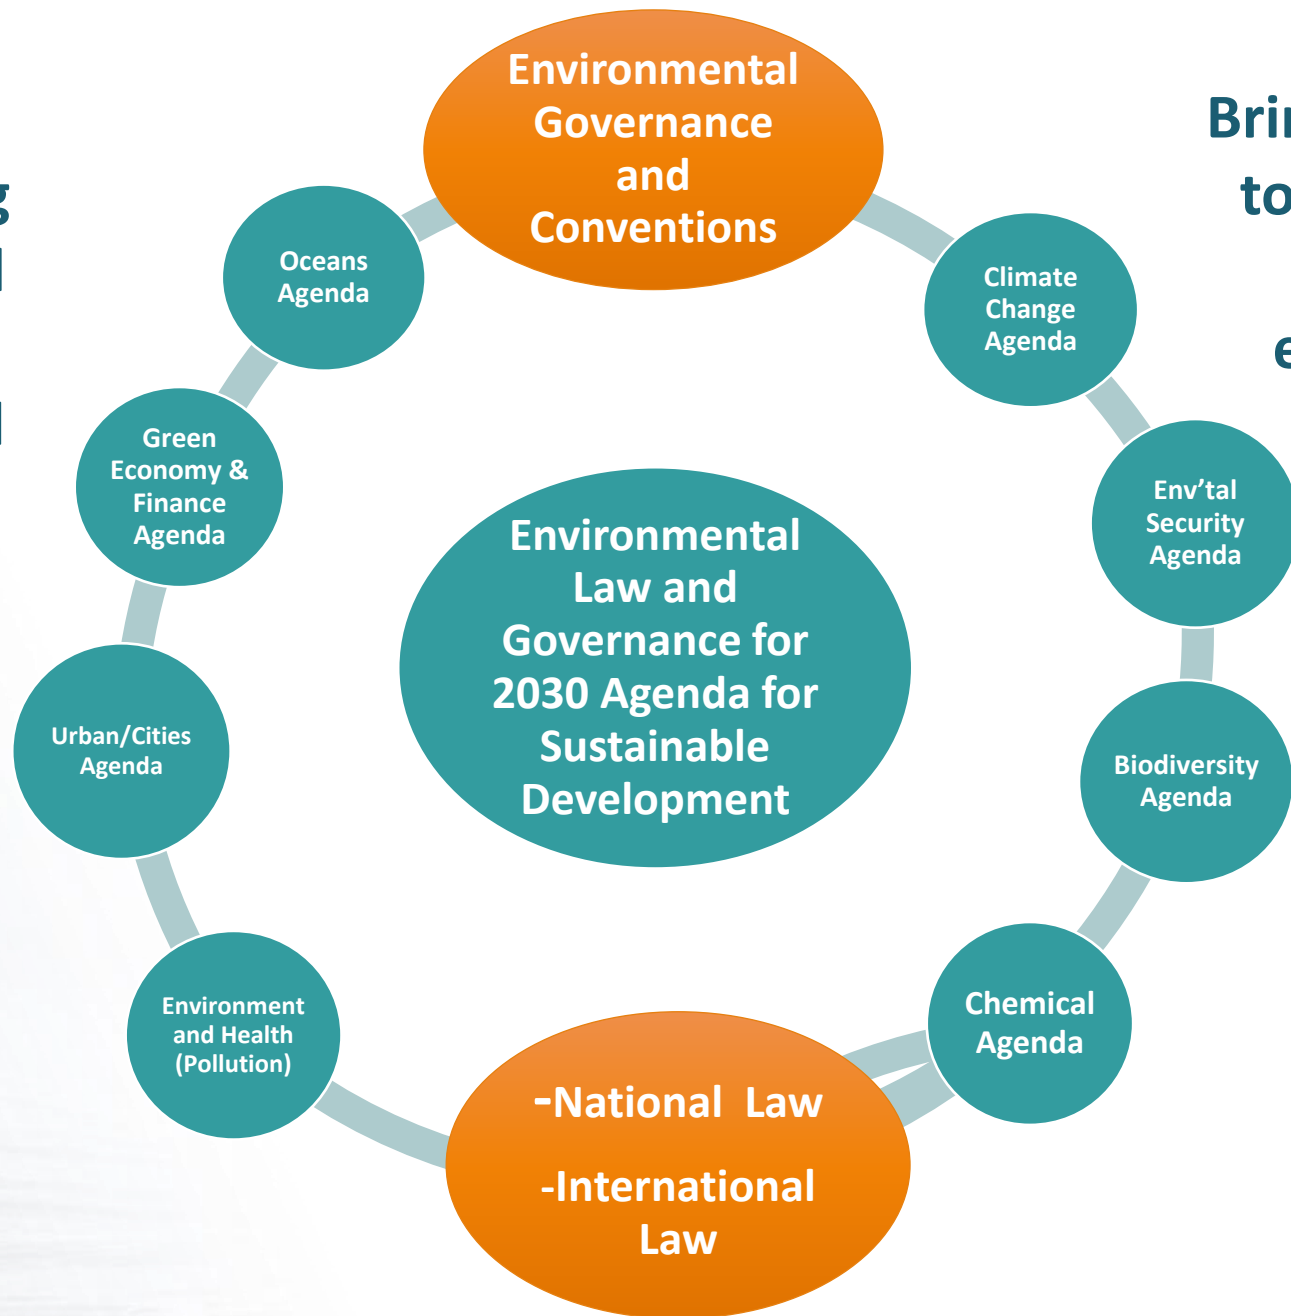 Environmental
Governance
and
Conventions
Climate
Change
Agenda
Env’tal
Security
Agenda
Biodiversity
Agenda
Chemical
Agenda
-National Law
-International
Law
Environment
and Health
(Pollution)
Urban/Cities
Agenda
Green
Economy &
Finance
Agenda
Oceans
Agenda
Environmental
Law and
Governance for
2030 Agenda for
Sustainable
Development